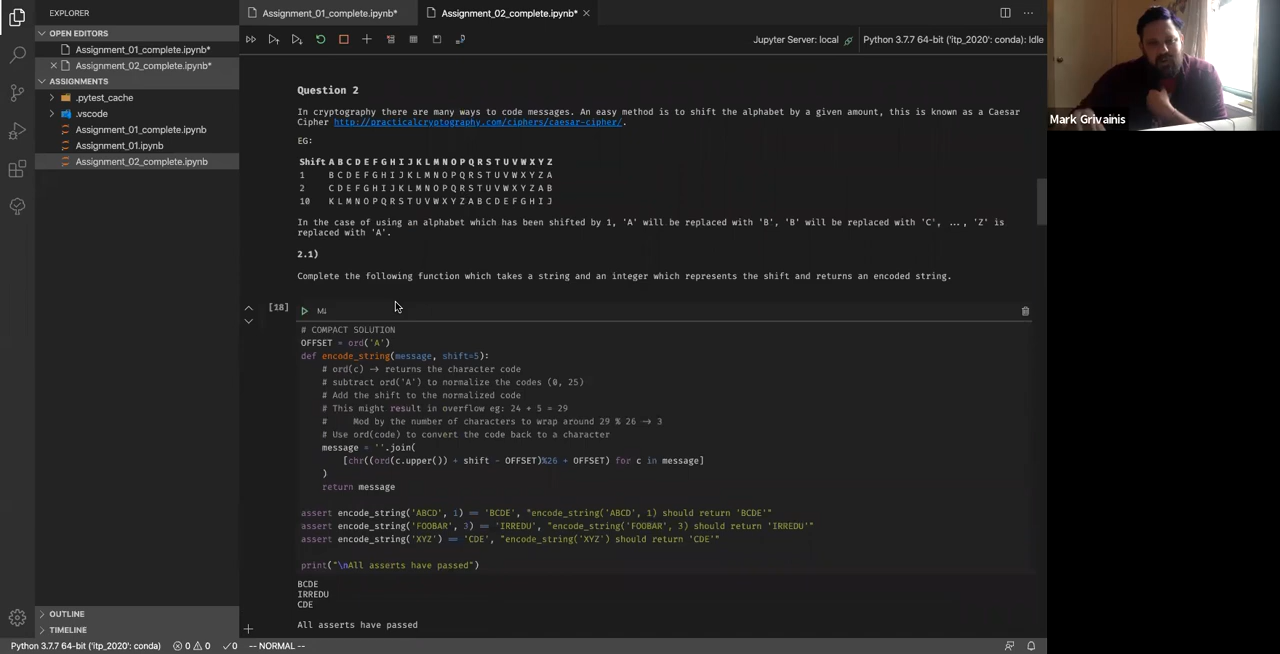 EXPLORER
OPEN EDITORS
Assignment_01_complete.ipynb*
Assignment_02_complete.ipynb*
ASSIGNMENTS
.pytest_cache
.vscode
Assignment_01_complete.ipynb
Assignment_01.ipynb
Assignment_02_complete.ipynb
OUTLINE
TIMELINE
Assignment_01_complete.ipynb*
Assignment_02_complete.ipynb*
Jupyter Server: local
Python 3.7.7 64-bit ('itp_2020': conda): Idle
Question 2
In cryptography there are many ways to code messages. An easy method is to shift the alphabet by a given amount, this is known as a Caesar
Cipher http://practicalcryptography.com/ciphers/caesar-cipher/.
EG:
Shift A B C D E F G H I J K L M N O P Q R S T U V W X Y Z
1 B C D E F G H I J K L M N O P Q R S T U V W X Y Z A
2 C D E F G H I J K L M N O P Q R S T U V W X Y Z A B
10 K L M N O P Q R S T U V W X Y Z A B C D E F G H I J
In the case of using an alphabet which has been shifted by 1, 'A' will be replaced with 'B', 'B' will be replaced with 'C', ..., 'Z' is
replaced with 'A'.
2.1)
Complete the following function which takes a string and an integer which represents the shift and returns an encoded string.
[18]
M↓
# COMPACT SOLUTION
OFFSET = ord('A')
def encode_string(message, shift=5):
# ord(c) -> returns the character code
# subtract ord('A') to normalize the codes (0, 25)
# Add the shift to the normalized code
# This might result in overflow eg: 24 + 5 = 29
# Mod by the number of characters to wrap around 29 % 26 -> 3
# Use ord(code) to convert the code back to a character
message = ''.join(
[chr((ord(c.upper()) + shift - OFFSET)%26 + OFFSET) for c in message]
)
return message
assert encode_string('ABCD', 1) == 'BCDE', "encode_string('ABCD', 1) should return 'BCDE'"
assert encode_string('FOOBAR', 3) == 'IRREDU', "encode_string('FOOBAR', 3) should return 'IRREDU'"
assert encode_string('XYZ') == 'CDE', "encode_string('XYZ') should return 'CDE'"
print("\nAll asserts have passed")
BCDE
IRREDU
CDE
All asserts have passed
Python 3.7.7 64-bit ('itp_2020': conda)
0
0
0
-- NORMAL --
Mark Grivainis